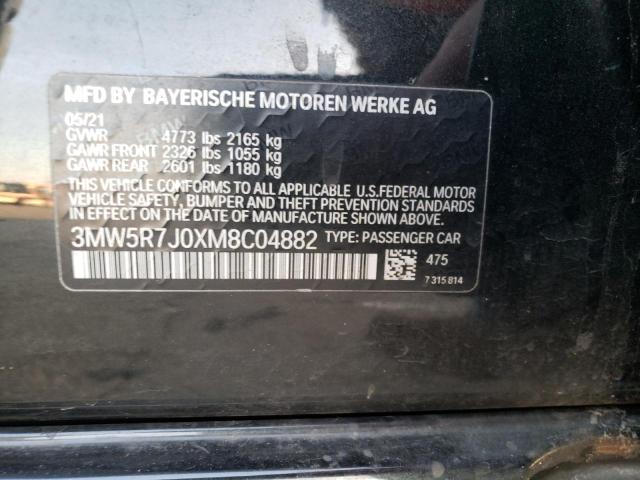 MFD BY BAYERISCHE MOTOREN WERKE AG
05/21
GVWR 4773 lbs 2165 kg
GAWR FRONT 2326 lbs 1055 kg
GAWR REAR 2601 lbs 1180 kg
THIS VEHICLE CONFORMS TO ALL APPLICABLE U.S.FEDERAL MOTOR
VEHICLE SAFETY, BUMPER AND THEFT PREVENTION STANDARDS
IN EFFECT ON THE DATE OF MANUFACTURE SHOWN ABOVE.
3MW5R7J0XM8C04882 TYPE: PASSENGER CAR
475
7 315 814